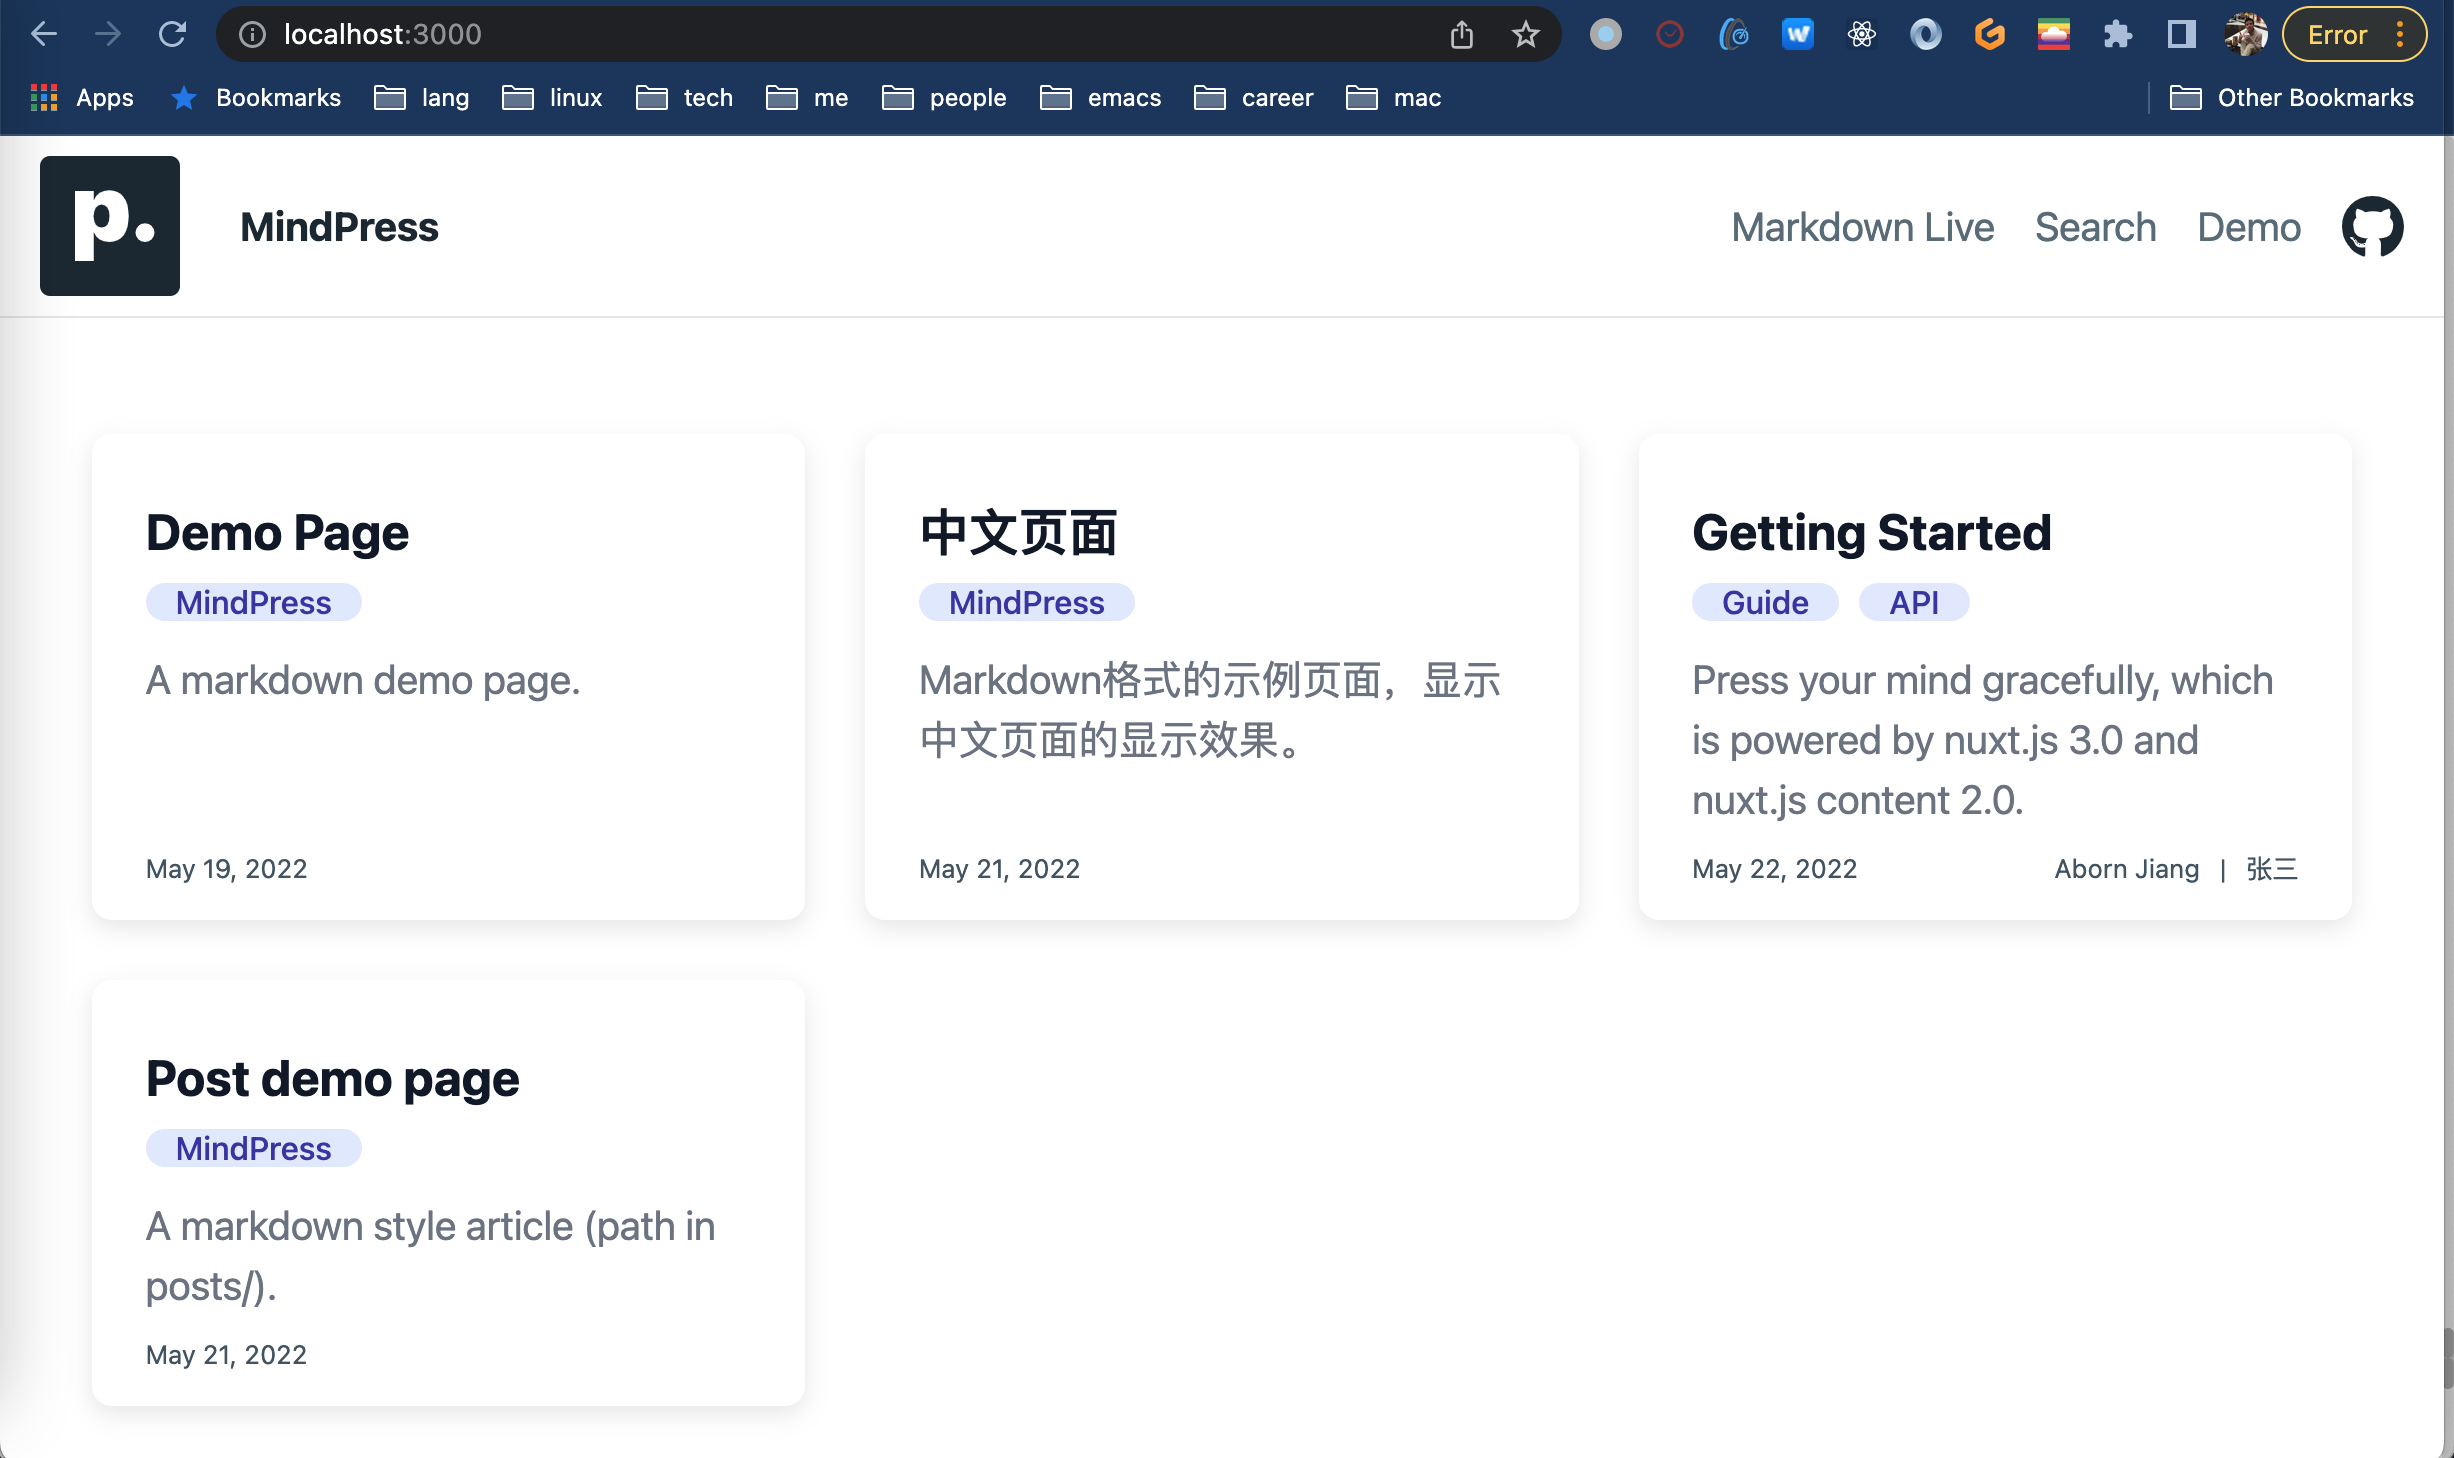 localhost:3000
Error
Apps
Bookmarks
lang
linux
tech
me
people
emacs
career
mac
Other Bookmarks
p.
MindPress
Markdown Live
Search
Demo
Demo Page
MindPress
A markdown demo page.
May 19, 2022
中文页面
MindPress
Markdown格式的示例页面，显示
中文页面的显示效果。
May 21, 2022
Getting Started
Guide
API
Press your mind gracefully, which
is powered by nuxt.js 3.0 and
nuxt.js content 2.0.
May 22, 2022
Aborn Jiang | 张三
Post demo page
MindPress
A markdown style article (path in
posts/).
May 21, 2022